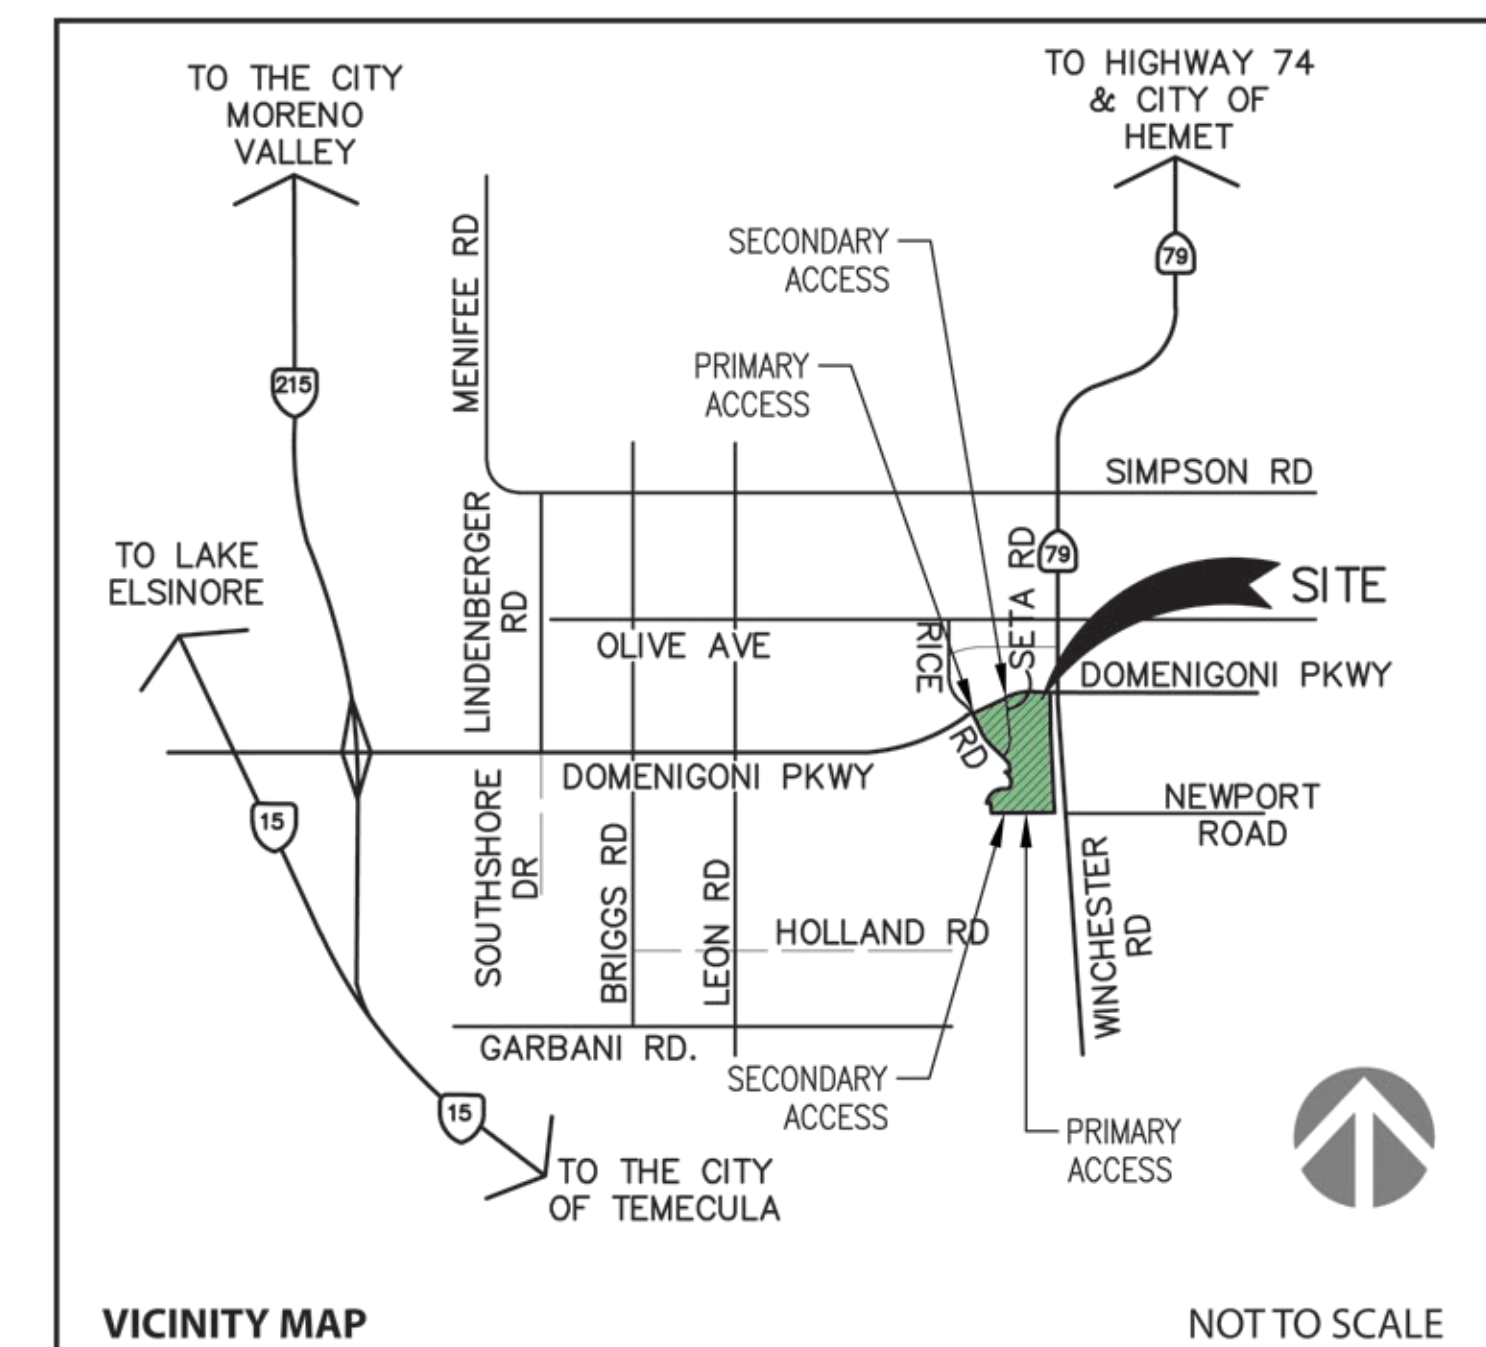 TO THE CITY
MORENO
VALLEY
TO HIGHWAY 74
& CITY OF
HEMET
MENIFEE RD
SECONDARY
ACCESS
79
PRIMARY
ACCESS
215
SIMPSON RD
LINDENBERGER
RD
TO LAKE
ELSINORE
SETA RD
79
SITE
OLIVE AVE
RICE
RD
DOMENIGONI PKWY
DOMENIGONI PKWY
15
SOUTHSHORE
DR
BRIGGS RD
LEON RD
NEWPORT
ROAD
HOLLAND RD
WINCHESTER
RD
GARBANI RD.
SECONDARY
ACCESS
15
PRIMARY
ACCESS
TO THE CITY
OF TEMECULA
VICINITY MAP
NOT TO SCALE